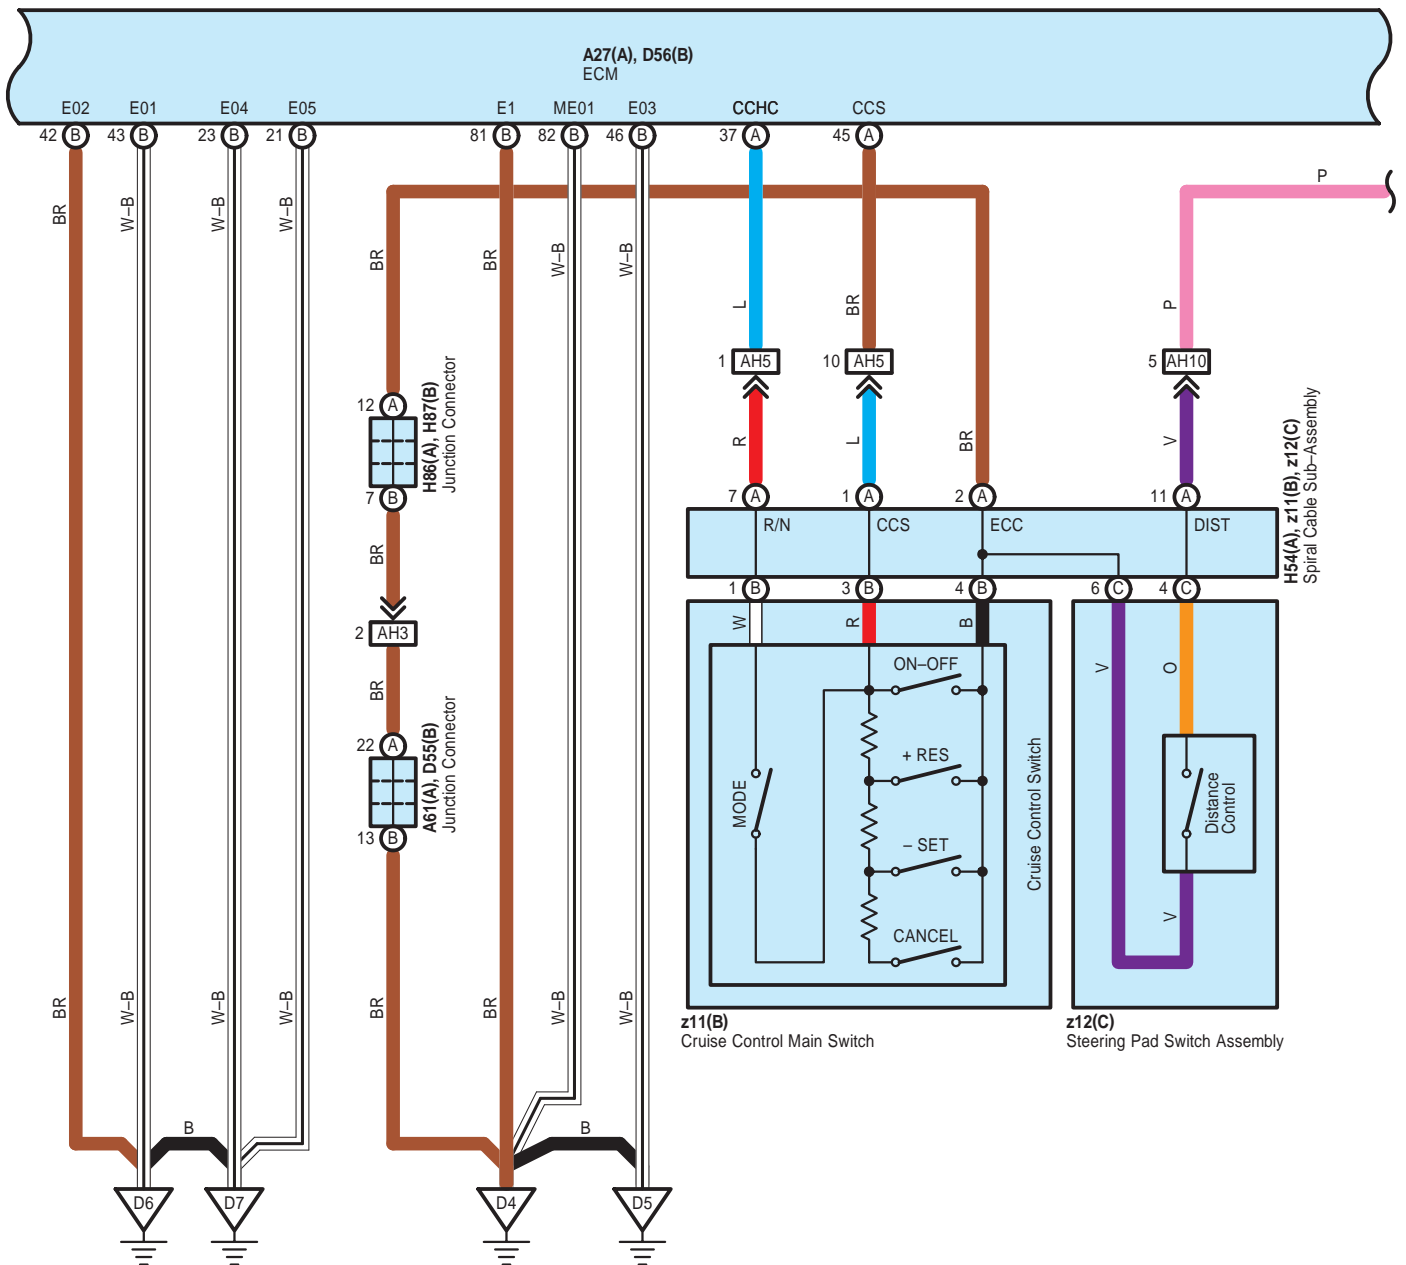 A27(A), D56(B)
ECM
E02 E01 E04 E05 E1 ME01 E03 CCHC CCS
42 B 43 B 23 B 21 B 81 B 82 B 46 B 37 A 45 A
P
BR W–B W–B W–B BR BR W–B W–B L BR P
1 AH5 10 AH5 5 AH10
12 A
H86(A), H87(B)
Junction Connector
7 B
R L BR V
7 A 1 A 2 A 11 A
R/N CCS ECC DIST
H54(A), z11(B), z12(C)
Spiral Cable Sub–Assembly
BR
1 B 3 B 4 B 6 C 4 C
2 AH3
W R B V O
ON–OFF
BR
22 A
A61(A), D55(B)
Junction Connector
13 B
+ RES
MODE
– SET
CANCEL
Cruise Control Switch
Distance
Control
V
BR W–B W–B W–B BR BR W–B W–B
z11(B)
Cruise Control Main Switch
z12(C)
Steering Pad Switch Assembly
B B
D6 D7 D4 D5